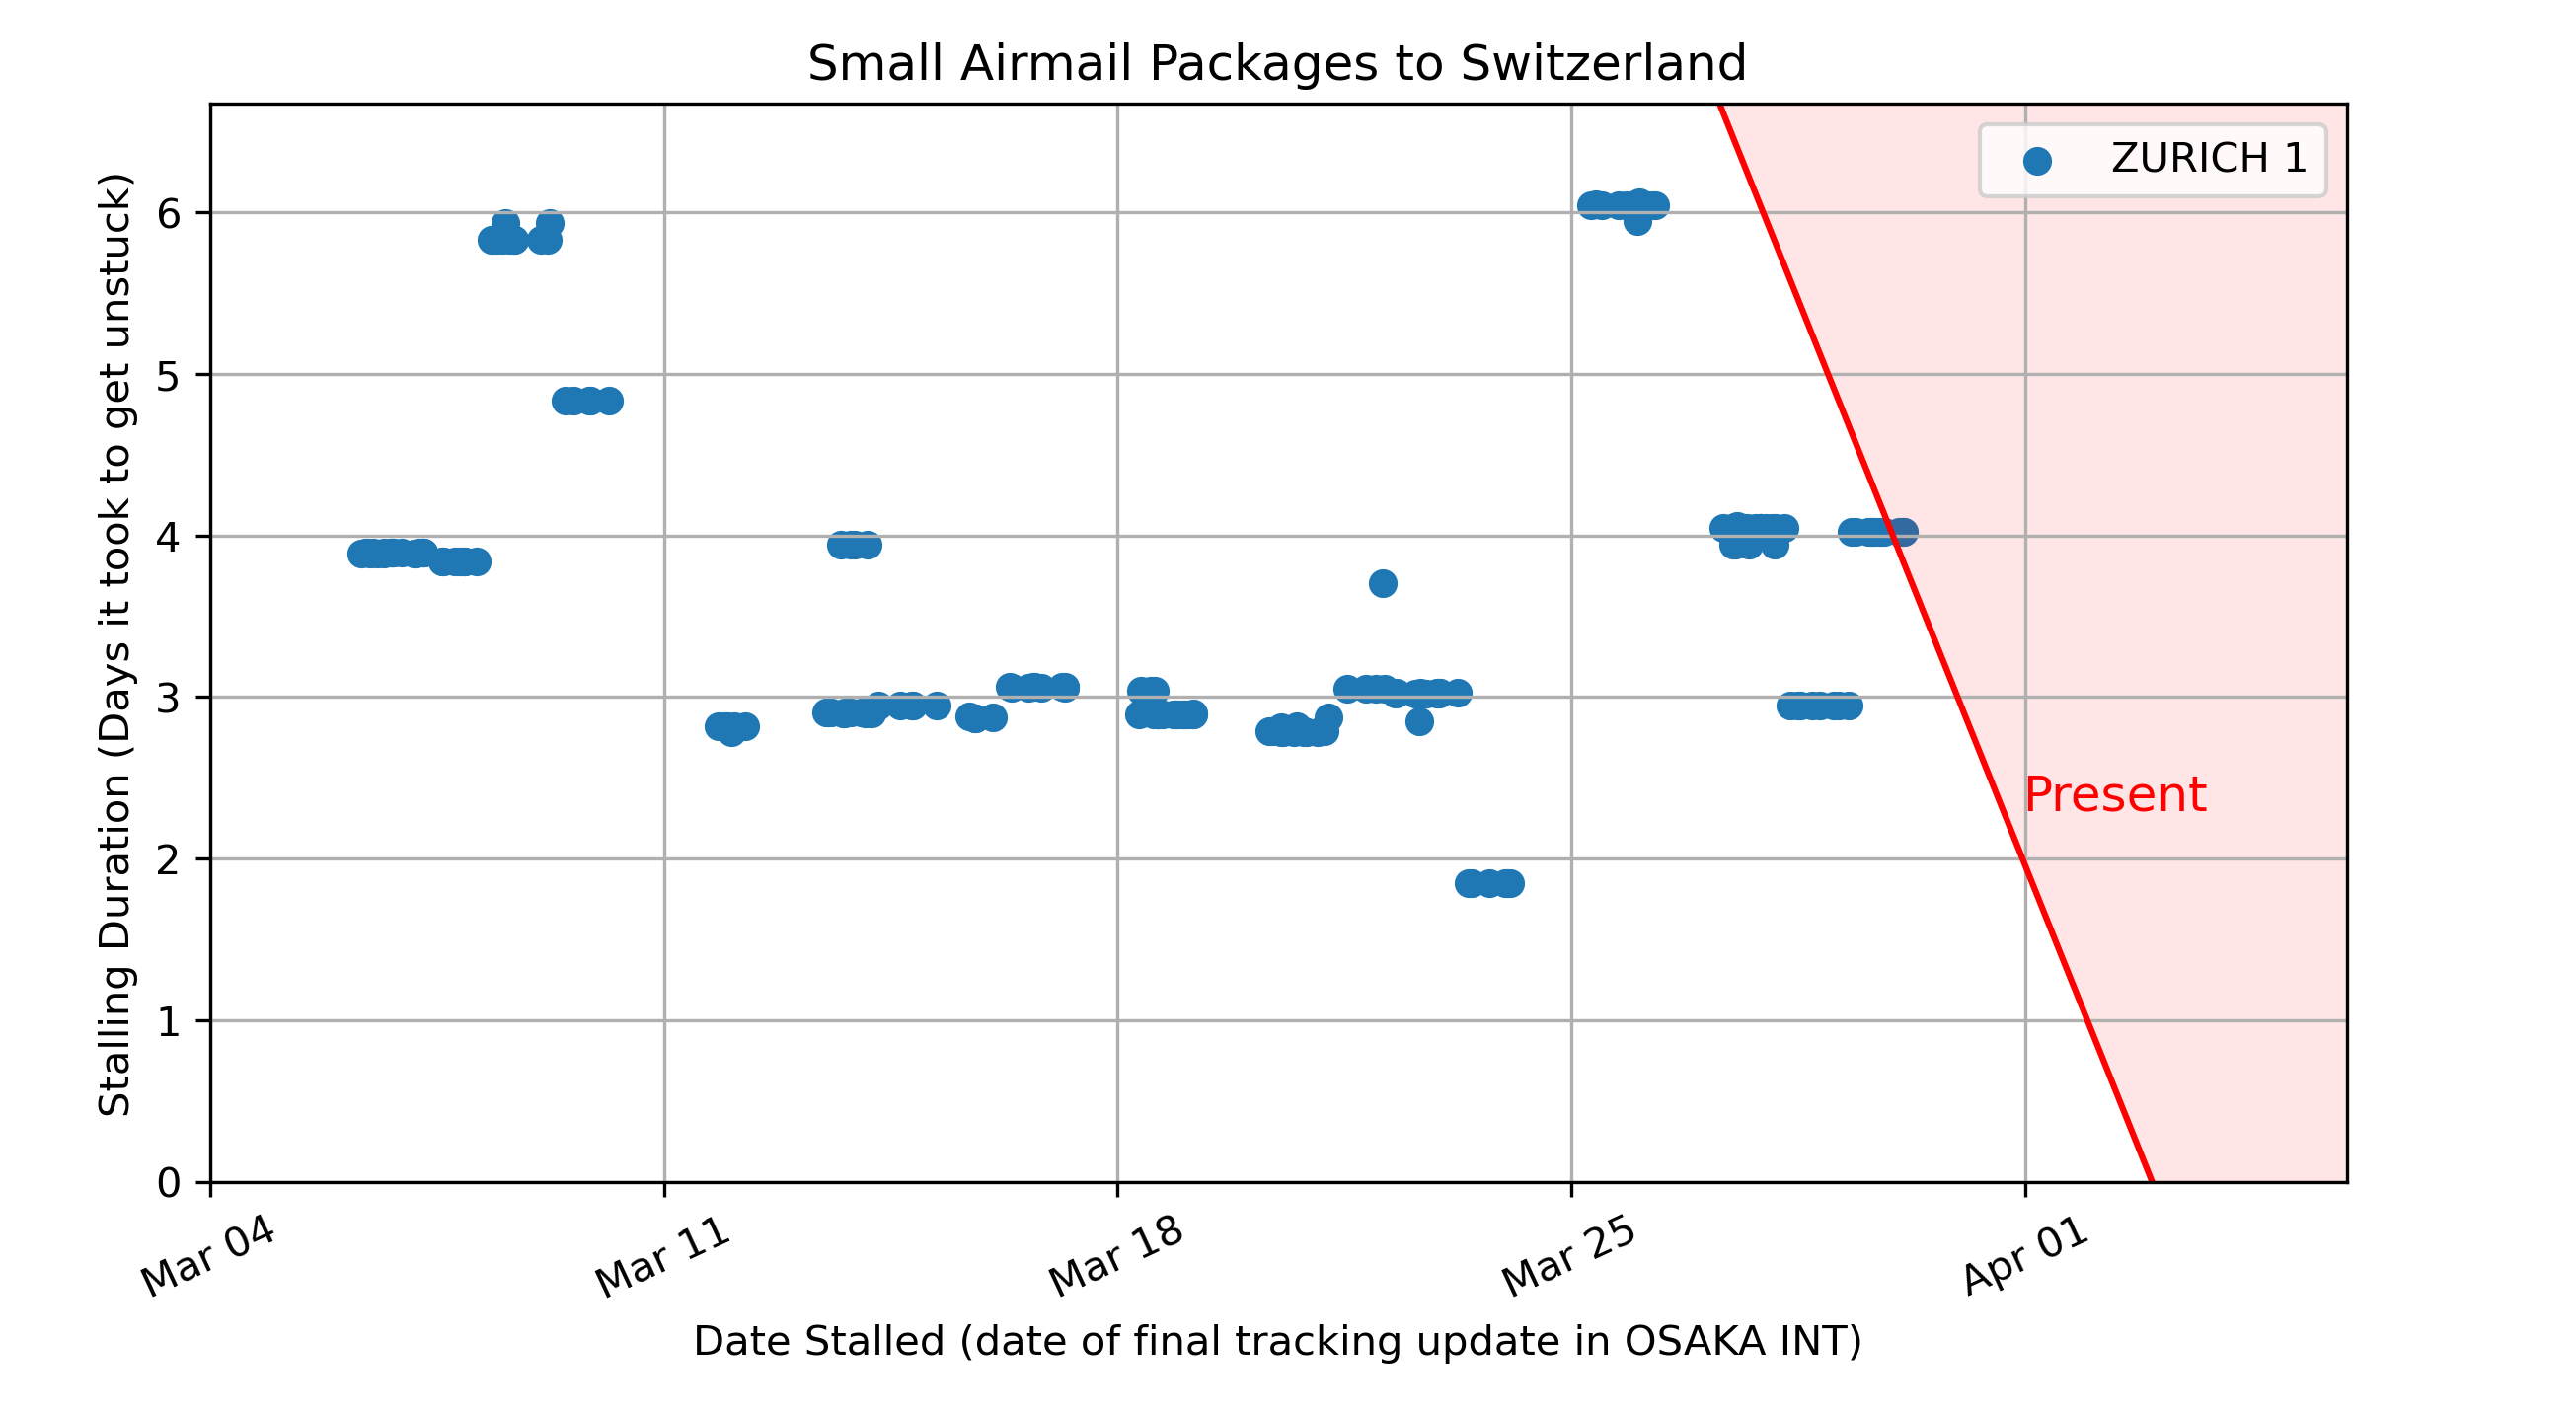 Small Airmail Packages to Switzerland
ZURICH 1
Stalling Duration (Days it took to get unstuck)
6
5
4
3
2
1
0
Present
Mar 04
Mar 11
Mar 18
Mar 25
Apr 01
Date Stalled (date of final tracking update in OSAKA INT)